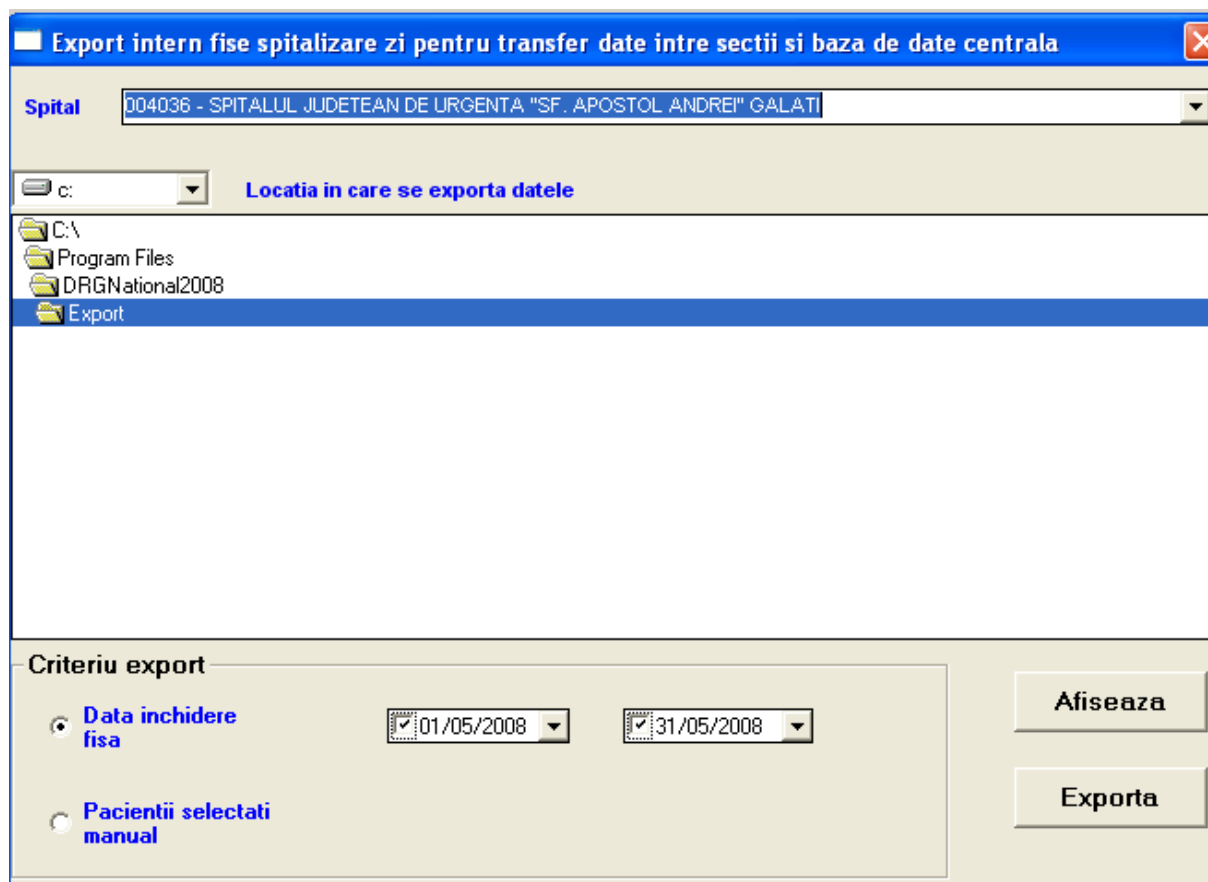 Export intern fise spitalizare zi pentru transfer date intre sectii si baza de date centrala
Spital
004036 - SPITALUL JUDETEAN DE URGENTA "SF. APOSTOL ANDREI" GALATI
c:
Locatia in care se exporta datele
C:\
Program Files
DRGNational2008
Export
Criteriu export
Data inchidere
fisa
01/05/2008
31/05/2008
Afiseaza
Pacientii selectati
manual
Exporta